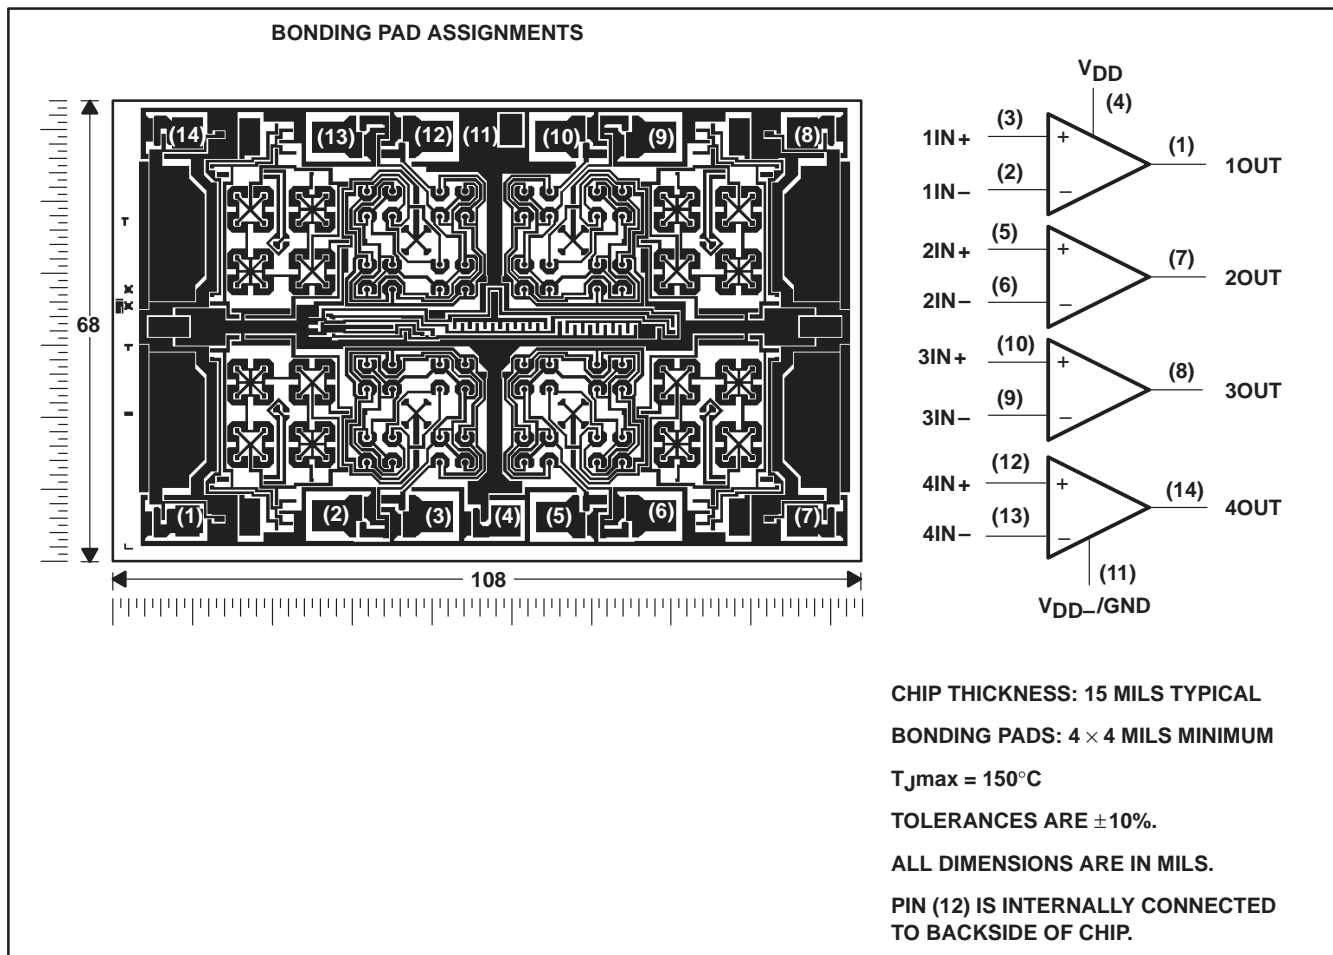 BONDING PAD ASSIGNMENTS
(14) (13) (12) (11) (10) (9) (8)
68
(1) (2) (3) (4) (5) (6) (7)
108
VDD
(4)
1IN+ (3) + (1) 1OUT
1IN− (2) −
2IN+ (5) + (7) 2OUT
2IN− (6) −
3IN+ (10) + (8) 3OUT
3IN− (9) −
4IN+ (12) + (14) 4OUT
4IN− (13) −
(11)
VDD−/GND
CHIP THICKNESS: 15 MILS TYPICAL
BONDING PADS: 4 × 4 MILS MINIMUM
TJmax = 150°C
TOLERANCES ARE ±10%.
ALL DIMENSIONS ARE IN MILS.
PIN (12) IS INTERNALLY CONNECTED
TO BACKSIDE OF CHIP.